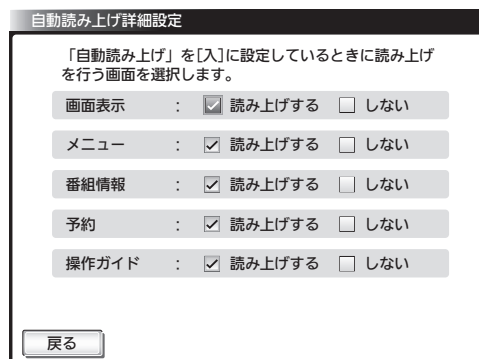 自動読み上げ詳細設定
「自動読み上げ」を[入]に設定しているときに読み上げ
を行う画面を選択します。
画面表示 : 読み上げする しない
メニュー : 読み上げする しない
番組情報 : 読み上げする しない
予約 : 読み上げする しない
操作ガイド : 読み上げする しない
戻る